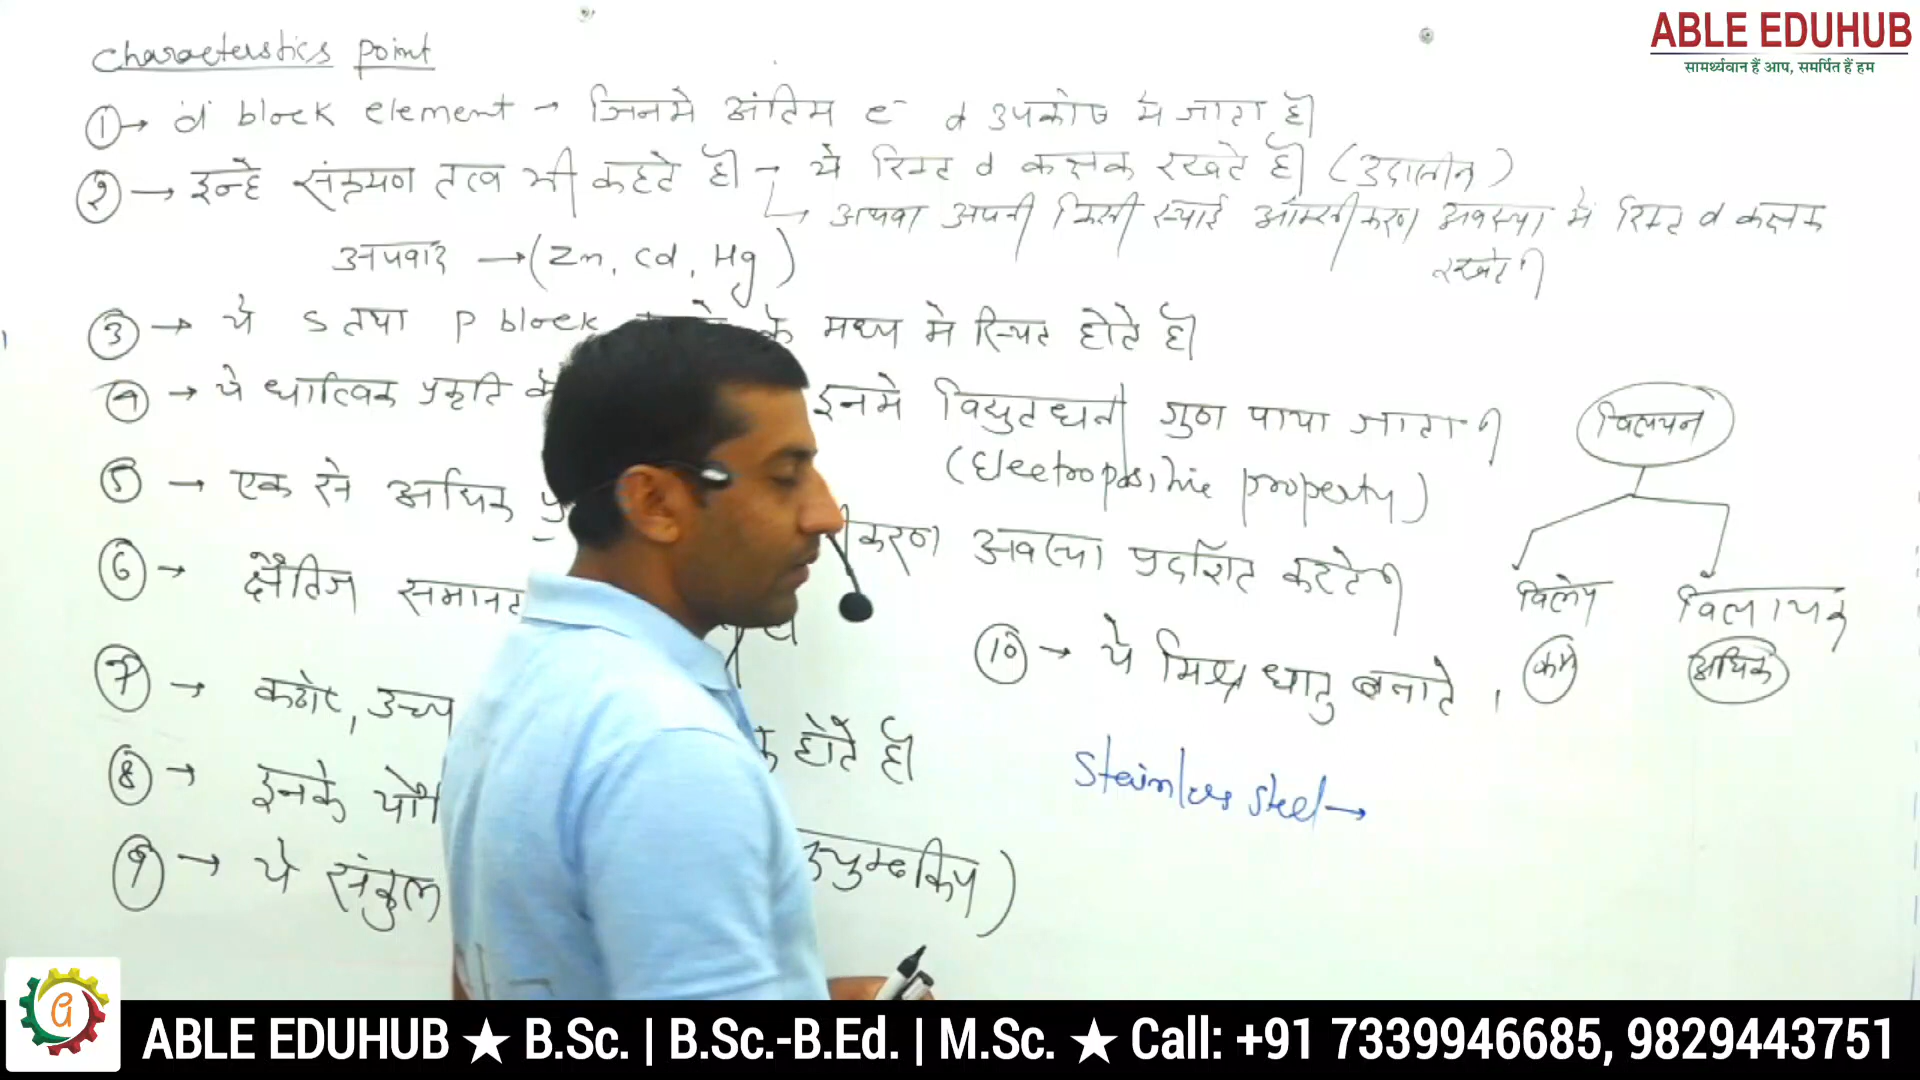 ABLE EDUHUB
सामर्थ्यवान हैं आप, समर्पित हैं हम
characterstics point
① → d block element → जिनमे अंतिम e⁻ d उपकोष मे जाता है
② → इन्हे संक्रमण तत्व भी कहते है → ये रिक्त d कक्षक रखते है (उदासीन)
↳ अथवा अपनी किसी स्थाई ऑक्सीकरण अवस्था में रिक्त d कक्षक
रखते।
अपवाद → (Zn, Cd, Hg)
③ → ये s तथा p block के मध्य मे स्थित होते है
④ → ये धात्विक प्रकृति के इनमे विद्युतधनी गुण पाया जाता।
(Electropositive property)
⑤ → एक से अधिक करण अवस्था प्रदर्शित करते।
⑥ → क्षैतिज समानता
⑦ → कठोर, उच्च क होते है
⑧ → इनके यौ
⑨ → ये संकुल
⑩ → ये मिश्र धातु बनाते।
stainless steel →
विलयन
विलेय विलायक
कम अधिक
ABLE EDUHUB ★ B.Sc. | B.Sc.-B.Ed. | M.Sc. ★ Call: +91 7339946685, 9829443751